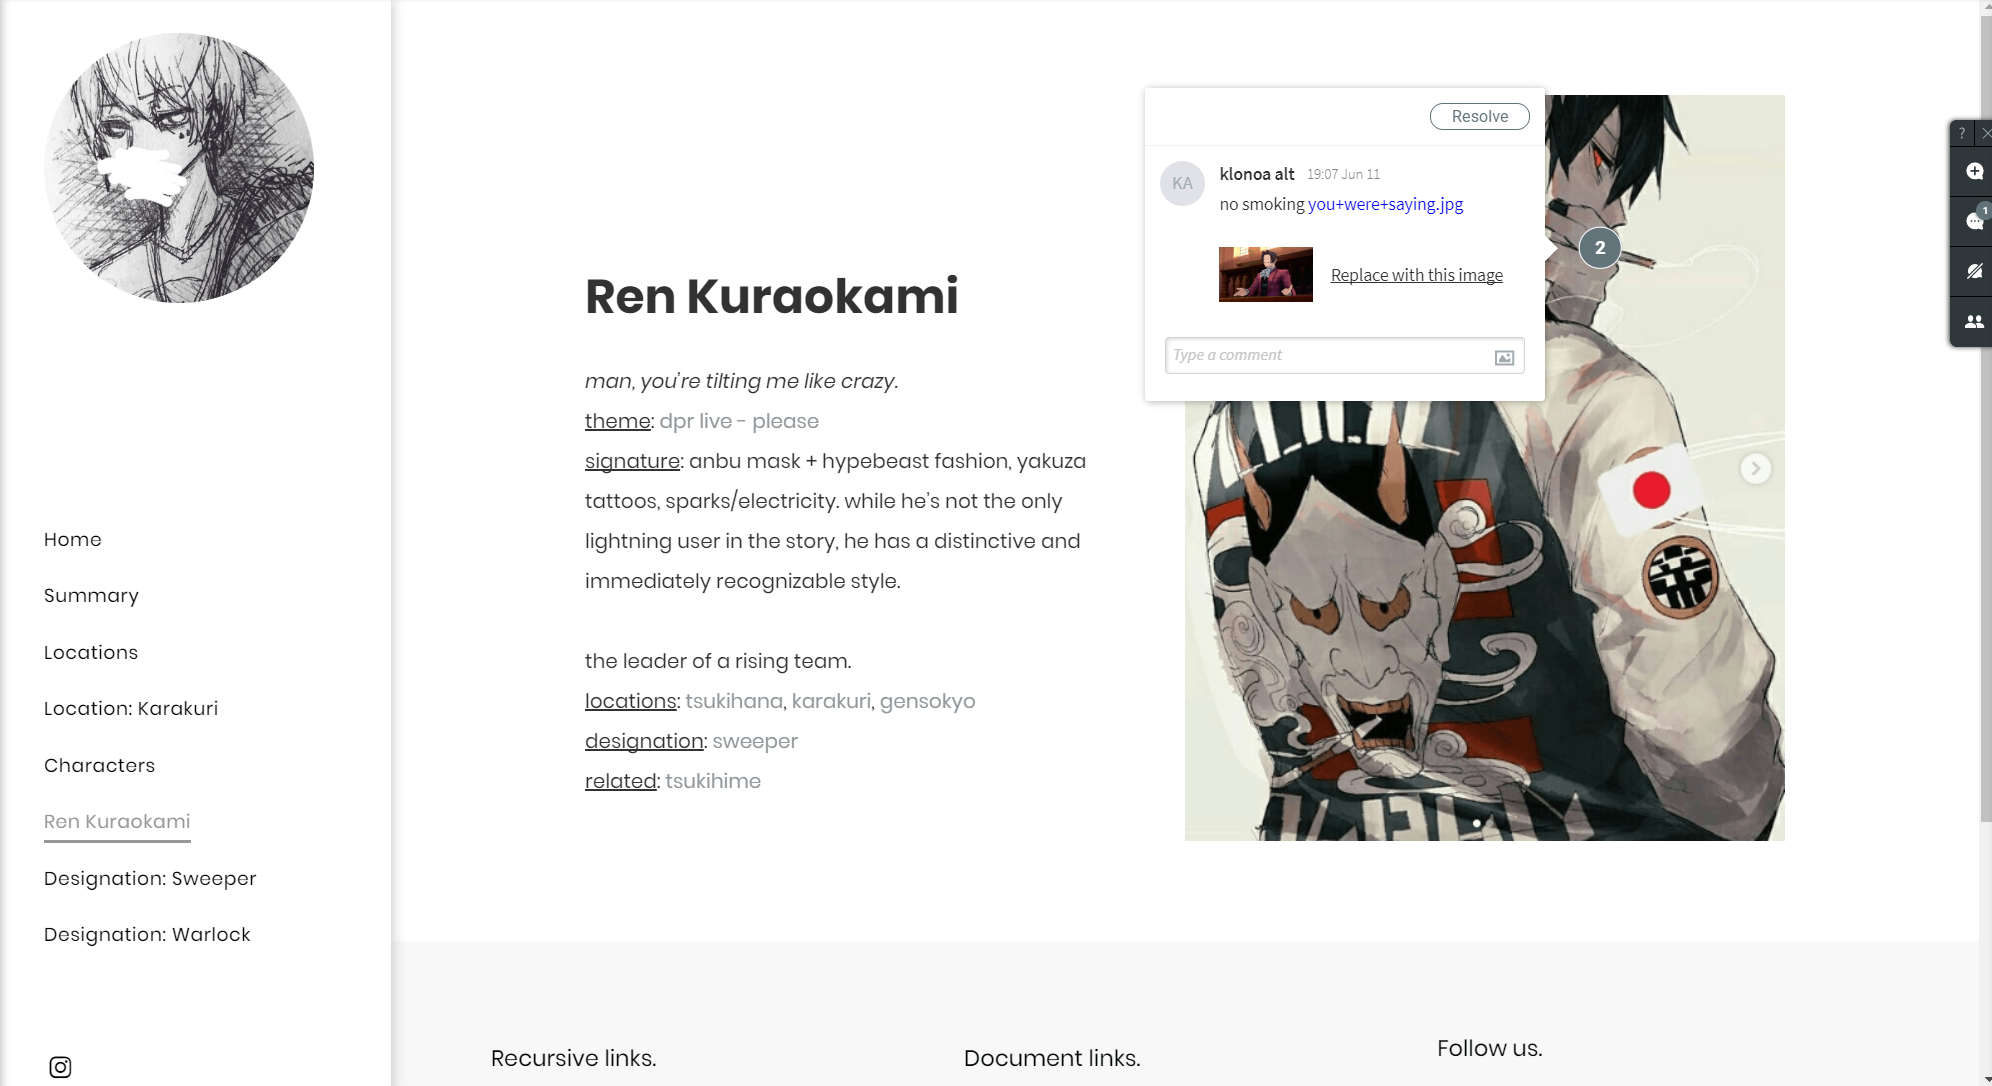 Home
Summary
Locations
Location: Karakuri
Characters
Ren Kuraokami
Designation: Sweeper
Designation: Warlock
Ren Kuraokami
man, you're tilting me like crazy.
theme: dpr live - please
signature: anbu mask + hypebeast fashion, yakuza
tattoos, sparks/electricity. while he's not the only
lightning user in the story, he has a distinctive and
immediately recognizable style.
the leader of a rising team.
locations: tsukihana, karakuri, gensokyo
designation: sweeper
related: tsukihime
Resolve
KA
klonoa alt 19:07 Jun 11
no smoking you+were+saying.jpg
Replace with this image
Type a comment
2
?
1
Recursive links.
Document links.
Follow us.